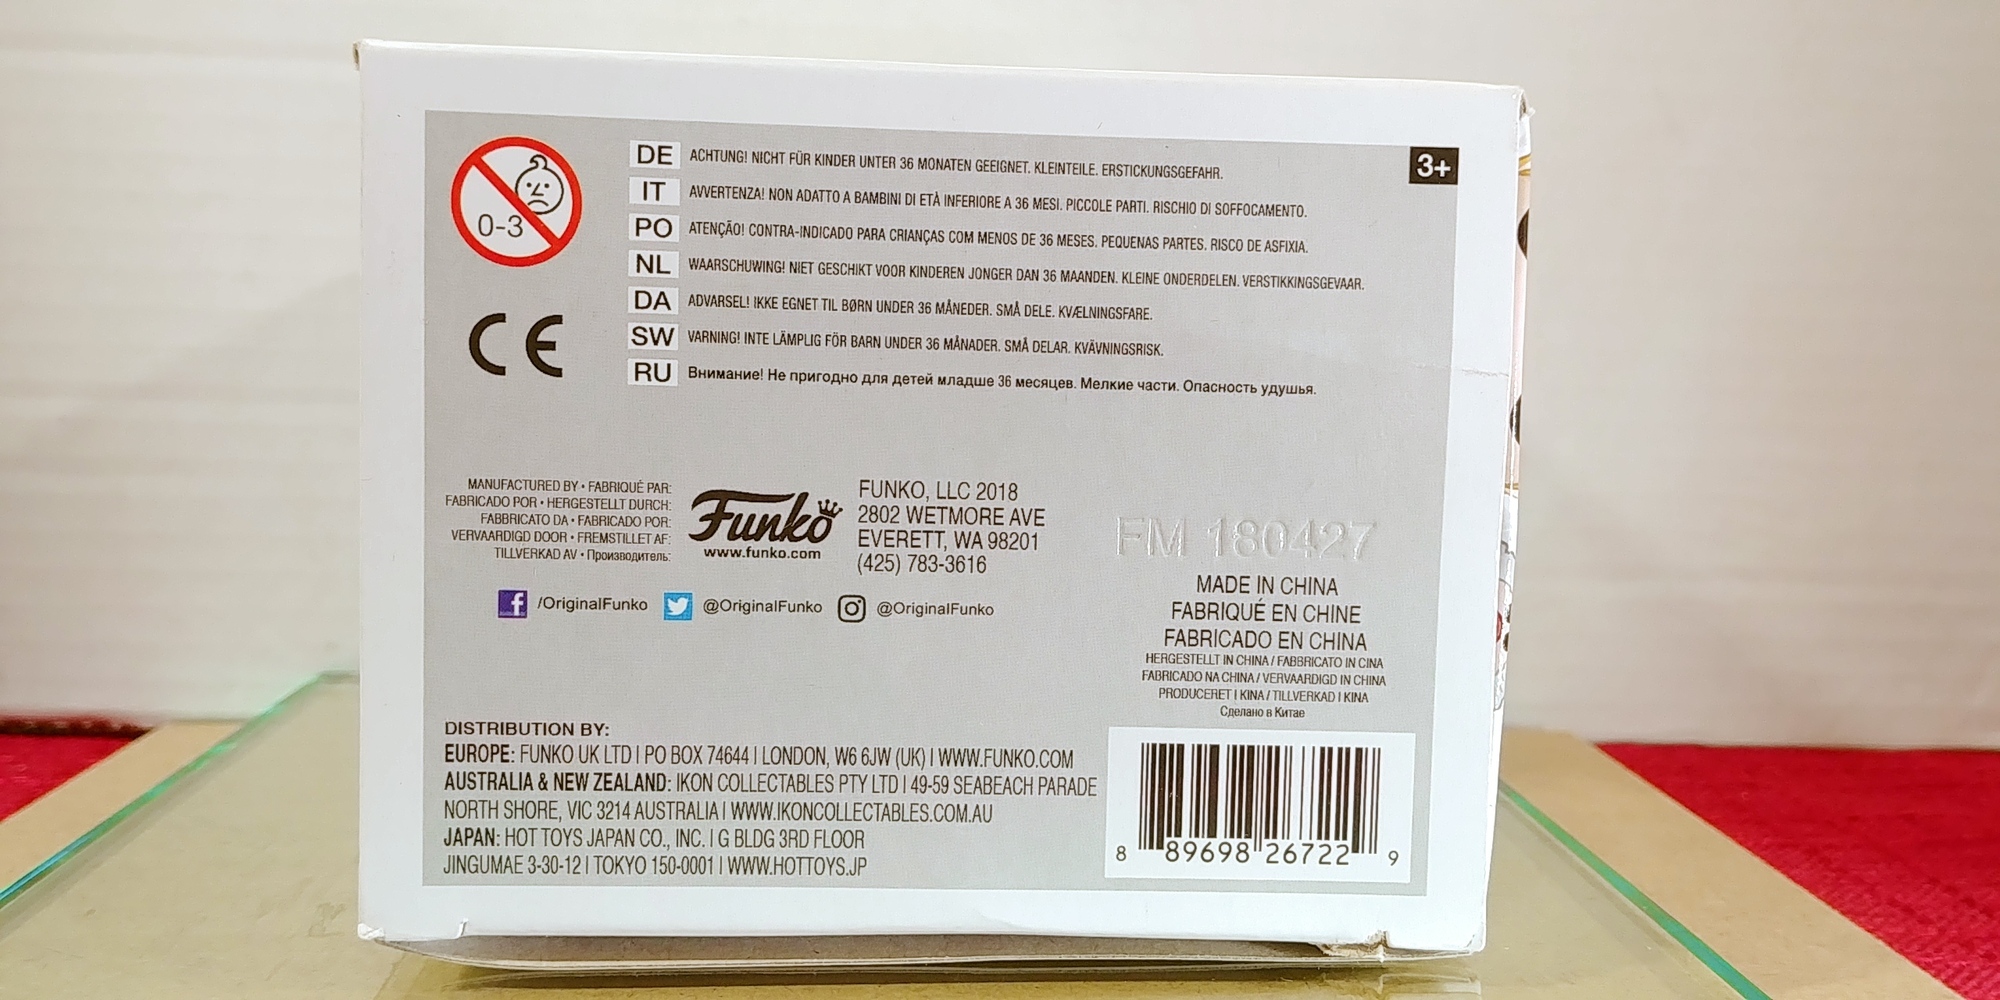 0-3
DE ACHTUNG! NICHT FÜR KINDER UNTER 36 MONATEN GEEIGNET. KLEINTEILE. ERSTICKUNGSGEFAHR.
3+
IT AVVERTENZA! NON ADATTO A BAMBINI DI ETÀ INFERIORE A 36 MESI. PICCOLE PARTI. RISCHIO DI SOFFOCAMENTO.
PO ATENÇÃO! CONTRA-INDICADO PARA CRIANÇAS COM MENOS DE 36 MESES. PEQUENAS PARTES. RISCO DE ASFIXIA.
NL WAARSCHUWING! NIET GESCHIKT VOOR KINDEREN JONGER DAN 36 MAANDEN. KLEINE ONDERDELEN. VERSTIKKINGSGEVAAR.
DA ADVARSEL! IKKE EGNET TIL BØRN UNDER 36 MÅNEDER. SMÅ DELE. KVÆLNINGSFARE.
SW VARNING! INTE LÄMPLIG FÖR BARN UNDER 36 MÅNADER. SMÅ DELAR. KVÄVNINGSRISK.
RU Внимание! Не пригодно для детей младше 36 месяцев. Мелкие части. Опасность удушья.
CE
MANUFACTURED BY • FABRIQUÉ PAR:
FABRICADO POR • HERGESTELLT DURCH:
FABBRICATO DA • FABRICADO POR:
VERVAARDIGD DOOR • FREMSTILLET AF:
TILLVERKAD AV • Производитель:
Funko
www.funko.com
FUNKO, LLC 2018
2802 WETMORE AVE
EVERETT, WA 98201
(425) 783-3616
/OriginalFunko @OriginalFunko @OriginalFunko
FM 180427
MADE IN CHINA
FABRIQUÉ EN CHINE
FABRICADO EN CHINA
HERGESTELLT IN CHINA / FABBRICATO IN CINA
FABRICADO NA CHINA / VERVAARDIGD IN CHINA
PRODUCERET I KINA / TILLVERKAD I KINA
Сделано в Китае
DISTRIBUTION BY:
EUROPE: FUNKO UK LTD | PO BOX 74644 | LONDON, W6 6JW (UK) | WWW.FUNKO.COM
AUSTRALIA & NEW ZEALAND: IKON COLLECTABLES PTY LTD | 49-59 SEABEACH PARADE
NORTH SHORE, VIC 3214 AUSTRALIA | WWW.IKONCOLLECTABLES.COM.AU
JAPAN: HOT TOYS JAPAN CO., INC. | G BLDG 3RD FLOOR
JINGUMAE 3-30-12 | TOKYO 150-0001 | WWW.HOTTOYS.JP
8 89698 26722 9